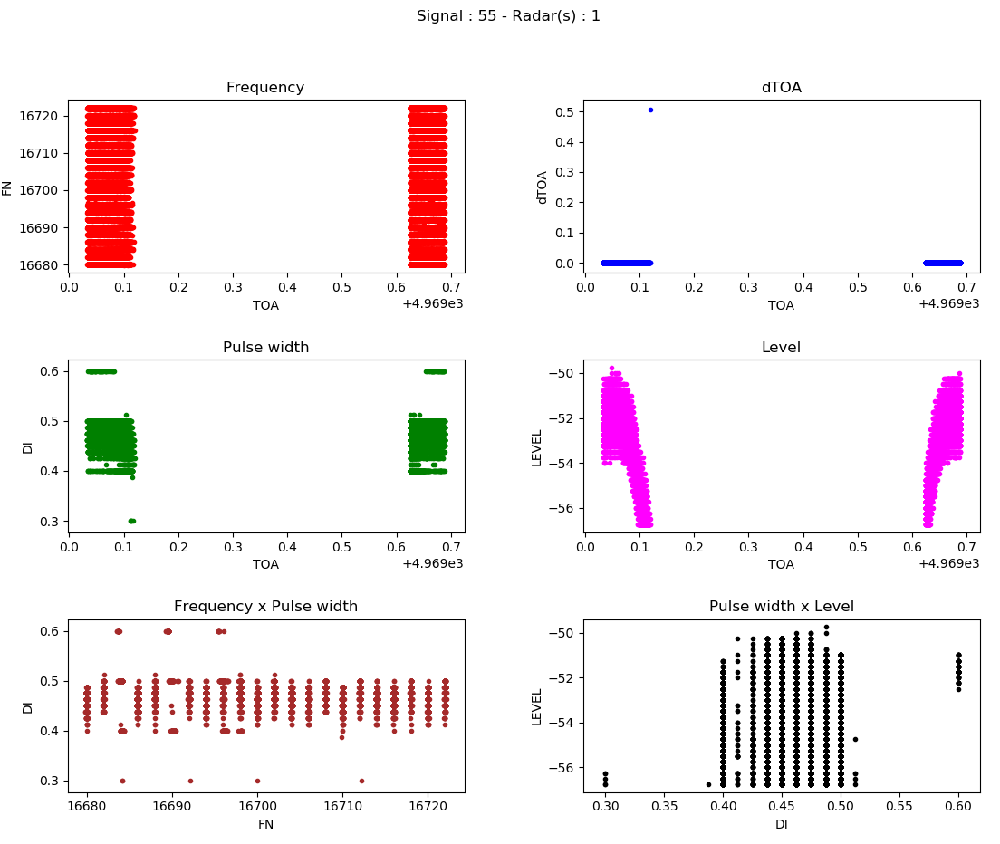 Signal : 55 - Radar(s) : 1
Frequency
dTOA
FN
16720
16710
16700
16690
16680
0.0 0.1 0.2 0.3 0.4 0.5 0.6 0.7
TOA
+4.969e3
dTOA
0.5
0.4
0.3
0.2
0.1
0.0
0.0 0.1 0.2 0.3 0.4 0.5 0.6 0.7
TOA
+4.969e3
Pulse width
Level
DI
0.6
0.5
0.4
0.3
0.0 0.1 0.2 0.3 0.4 0.5 0.6 0.7
TOA
+4.969e3
LEVEL
−50
−52
−54
−56
0.0 0.1 0.2 0.3 0.4 0.5 0.6 0.7
TOA
+4.969e3
Frequency x Pulse width
Pulse width x Level
DI
0.6
0.5
0.4
0.3
16680 16690 16700 16710 16720
FN
LEVEL
−50
−52
−54
−56
0.30 0.35 0.40 0.45 0.50 0.55 0.60
DI